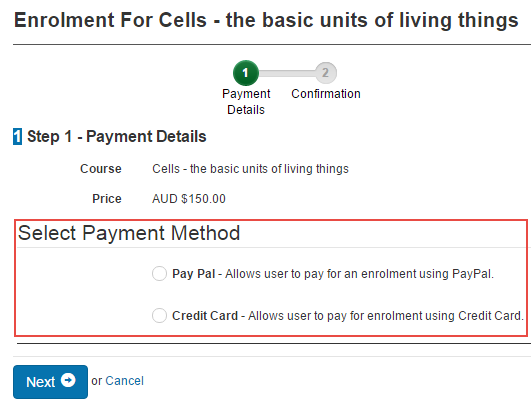 Enrolment For Cells - the basic units of living things
1 2
Payment Details Confirmation
1 Step 1 - Payment Details
Course Cells - the basic units of living things
Price AUD $150.00
Select Payment Method
Pay Pal - Allows user to pay for an enrolment using PayPal.
Credit Card - Allows user to pay for enrolment using Credit Card.
Next or Cancel